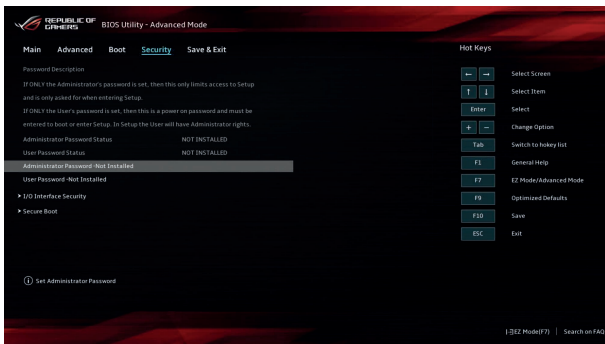 REPUBLIC OF
GAMERS
BIOS Utility - Advanced Mode
Main Advanced Boot Security Save & Exit
Hot Keys
Password Description
If ONLY the Administrator's password is set, then this only limits access to Setup
and is only asked for when entering Setup.
If ONLY the User's password is set, then this is a power on password and must be
entered to boot or enter Setup. In Setup the User will have Administrator rights.
Administrator Password Status NOT INSTALLED
User Password Status NOT INSTALLED
Administrator Password -Not Installed
User Password -Not Installed
I/O Interface Security
Secure Boot
← → Select Screen
↑ ↓ Select Item
Enter Select
+ − Change Option
Tab Switch to hokey list
F1 General Help
F7 EZ Mode/Advanced Mode
F9 Optimized Defaults
F10 Save
ESC Exit
Set Administrator Password
EZ Mode(F7) | Search on FAQ